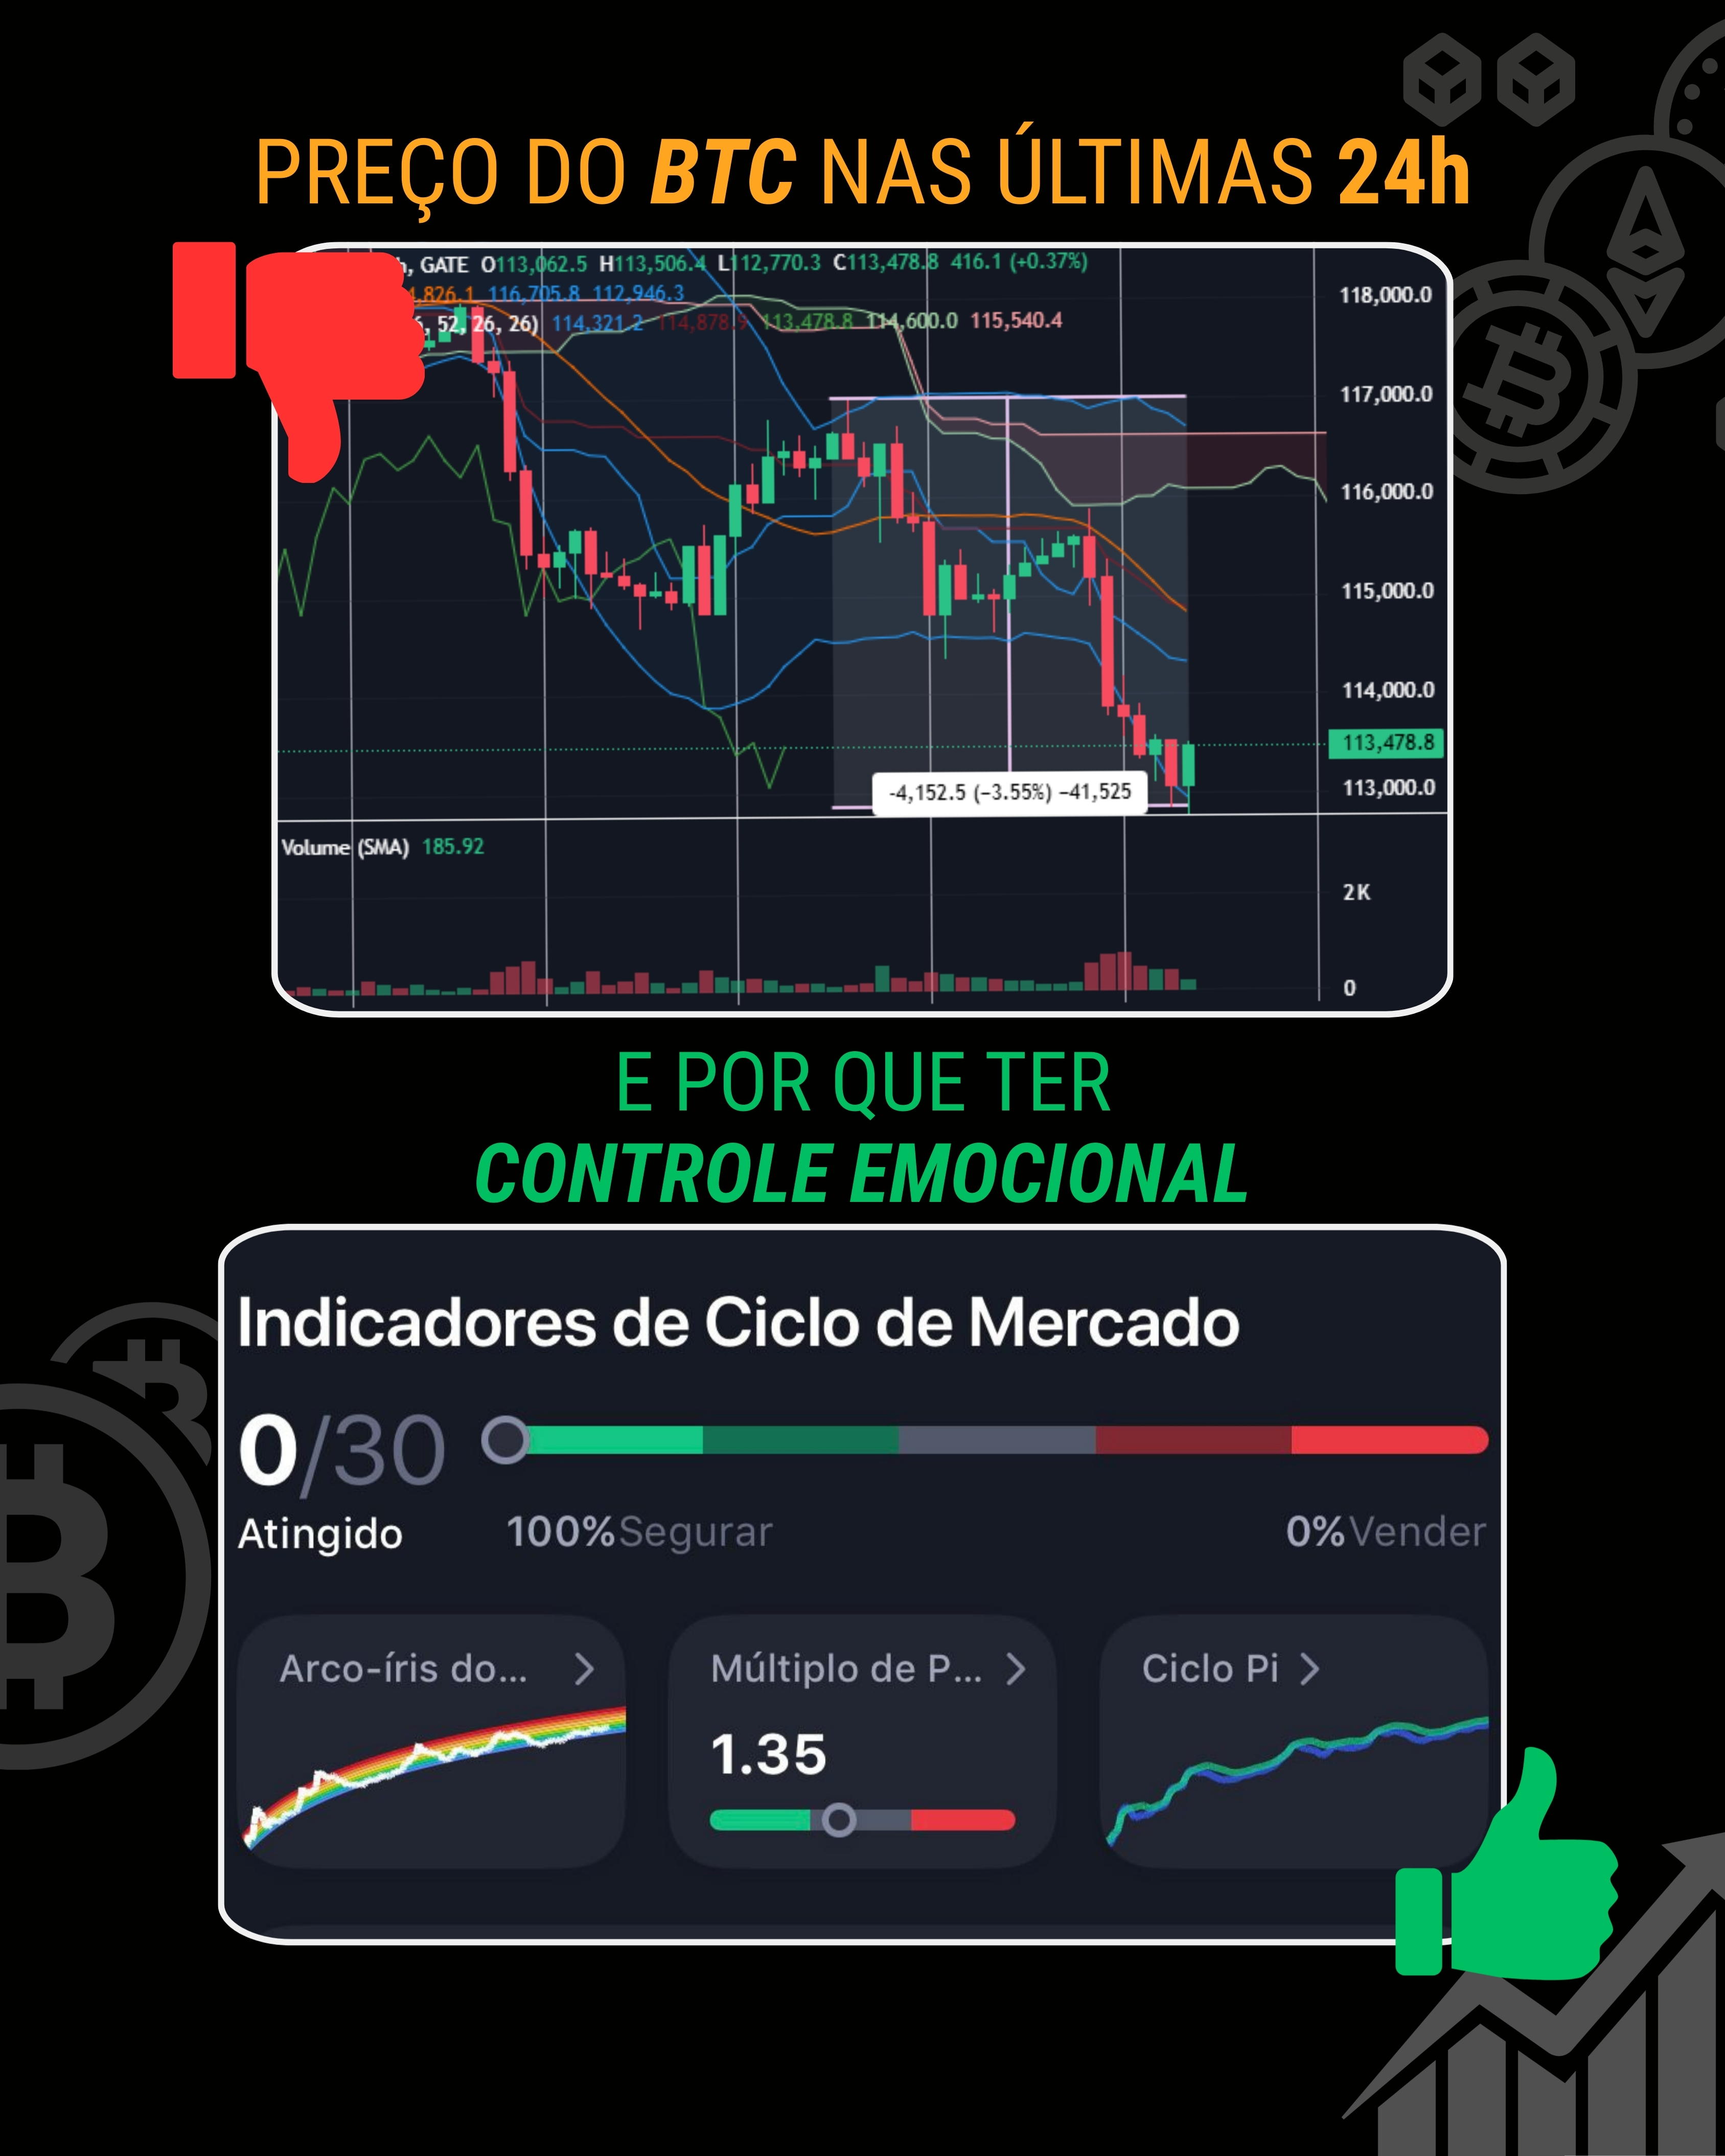 PREÇO DO BTC NAS ÚLTIMAS 24h
h, GATE O113,062.5 H113,506.4 L112,770.3 C113,478.8 416.1 (+0.37%)
4,826.1 116,705.8 112,946.3
52, 26, 26) 114,321.2 114,878.9 113,478.8 114,600.0 115,540.4
118,000.0
117,000.0
116,000.0
115,000.0
114,000.0
113,478.8
113,000.0
-4,152.5 (−3.55%) −41,525
Volume (SMA) 185.92
2K
0
E POR QUE TER
CONTROLE EMOCIONAL
Indicadores de Ciclo de Mercado
0/30
Atingido 100% Segurar 0% Vender
Arco-íris do... Múltiplo de P... Ciclo Pi
1.35